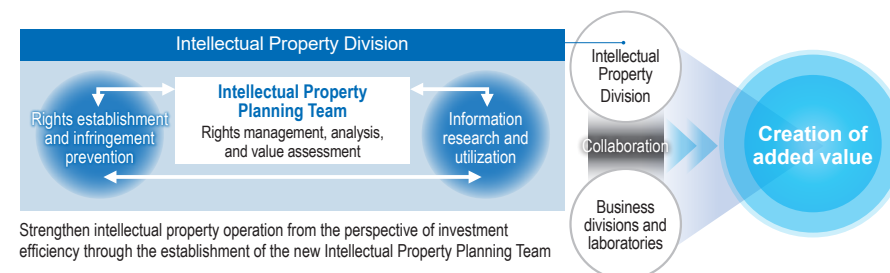 Intellectual Property Division
Rights establishment
and infringement
prevention
Intellectual Property
Planning Team
Rights management, analysis,
and value assessment
Information
research and
utilization
Strengthen intellectual property operation from the perspective of investment
efficiency through the establishment of the new Intellectual Property Planning Team
Intellectual
Property
Division
Collaboration
Business
divisions and
laboratories
Creation of
added value